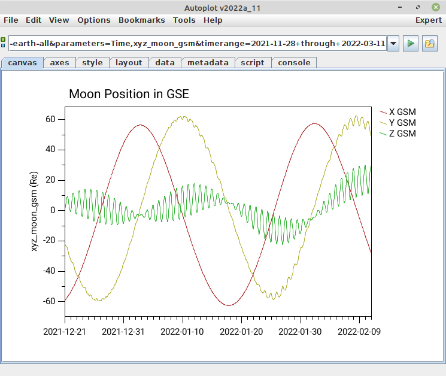 Autoplot v2022a_11
File Edit View Options Bookmarks Tools Help Expert
-earth-all&parameters=Time,xyz_moon_gsm&timerange=2021-11-28+through+2022-03-11
canvas axes style layout data metadata script console
Moon Position in GSE
X GSM
Y GSM
Z GSM
xyz_moon_gsm (Re)
60
40
20
0
-20
-40
-60
2021-12-21 2021-12-31 2022-01-10 2022-01-20 2022-01-30 2022-02-09